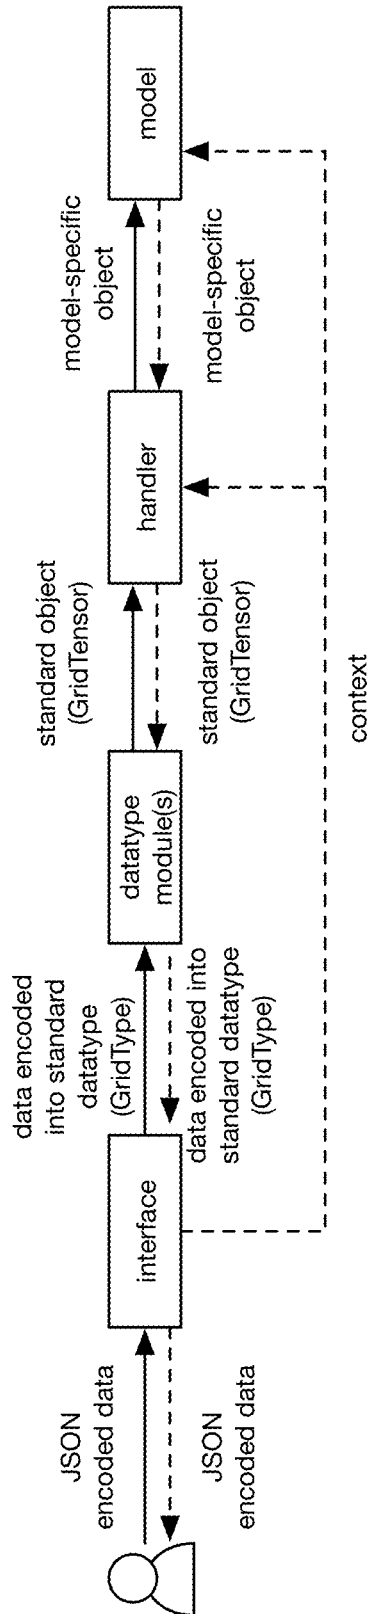 JSON
encoded data
JSON
encoded data
interface
data encoded
into standard
datatype
(GridType)
data encoded into
standard datatype
(GridType)
datatype
module(s)
standard object
(GridTensor)
standard object
(GridTensor)
handler
model-specific
object
model-specific
object
model
context